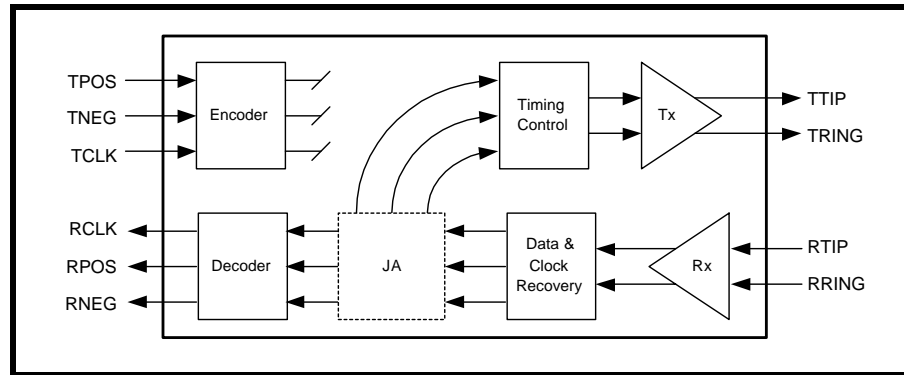 TPOS
TNEG
TCLK
Encoder
Timing
Control
Tx
TTIP
TRING
RCLK
RPOS
RNEG
Decoder
JA
Data &
Clock
Recovery
Rx
RTIP
RRING